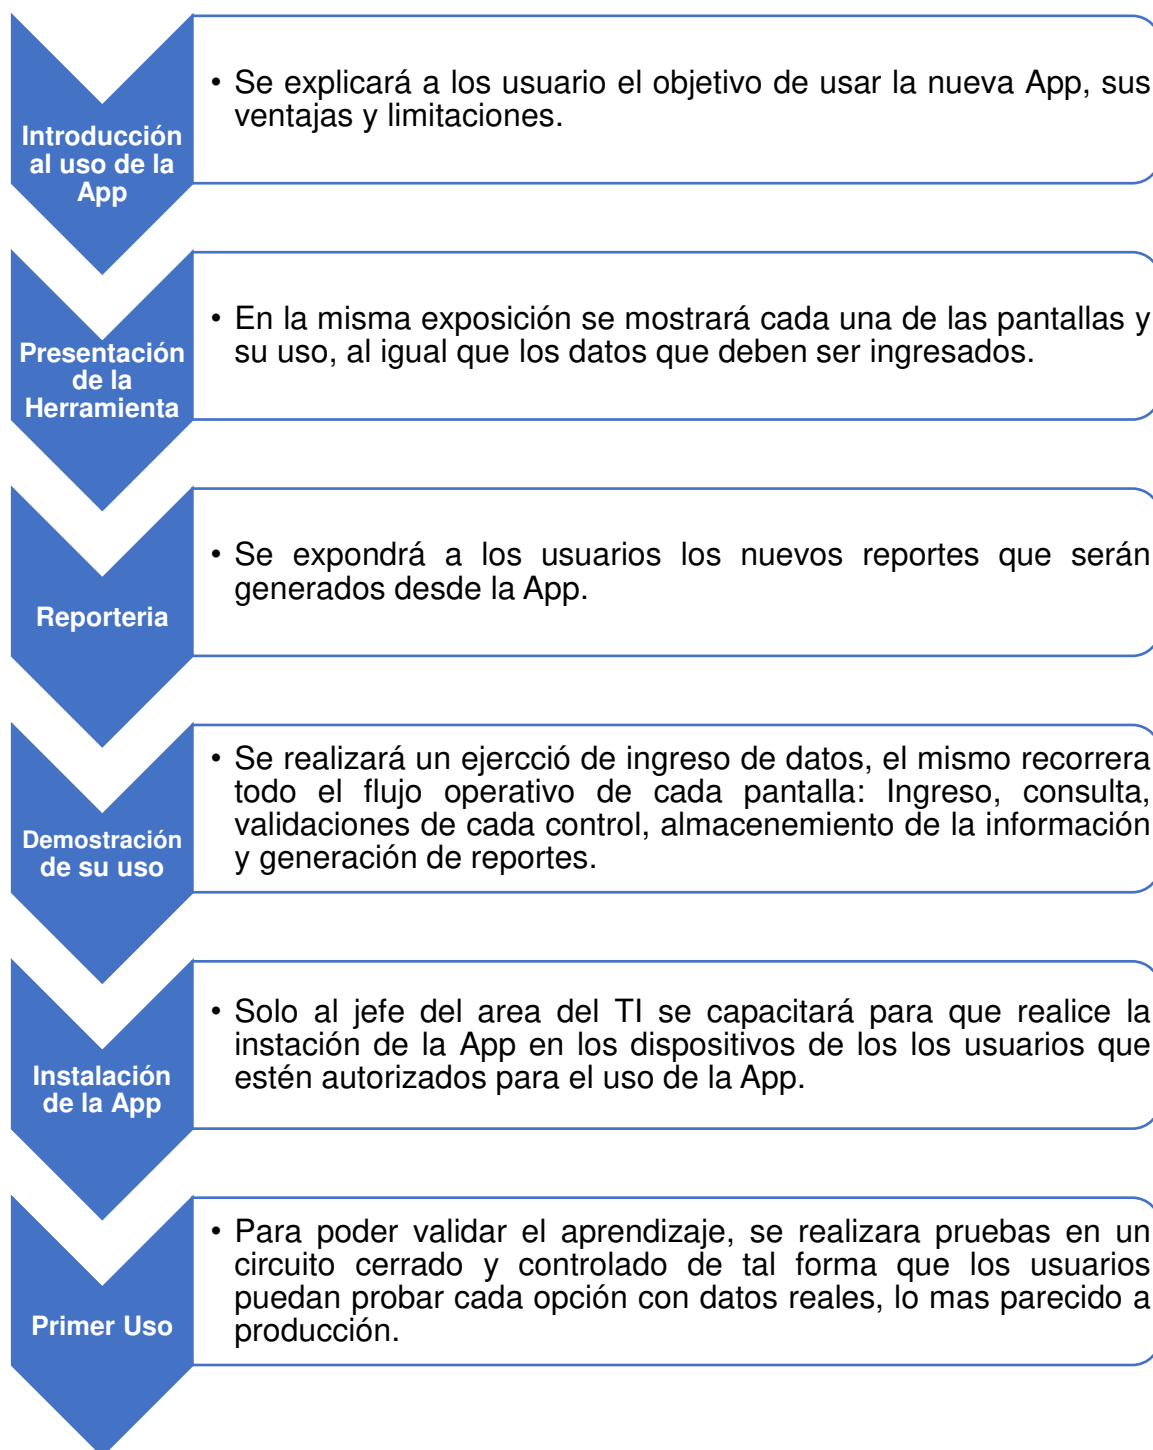 Introducción
al uso de la
App
• Se explicará a los usuario el objetivo de usar la nueva App, sus
ventajas y limitaciones.
Presentación
de la
Herramienta
• En la misma exposición se mostrará cada una de las pantallas y
su uso, al igual que los datos que deben ser ingresados.
Reporteria
• Se expondrá a los usuarios los nuevos reportes que serán
generados desde la App.
Demostración
de su uso
• Se realizará un ejercció de ingreso de datos, el mismo recorrera
todo el flujo operativo de cada pantalla: Ingreso, consulta,
validaciones de cada control, almacenemiento de la información
y generación de reportes.
Instalación
de la App
• Solo al jefe del area del TI se capacitará para que realice la
instación de la App en los dispositivos de los los usuarios que
estén autorizados para el uso de la App.
Primer Uso
• Para poder validar el aprendizaje, se realizara pruebas en un
circuito cerrado y controlado de tal forma que los usuarios
puedan probar cada opción con datos reales, lo mas parecido a
producción.